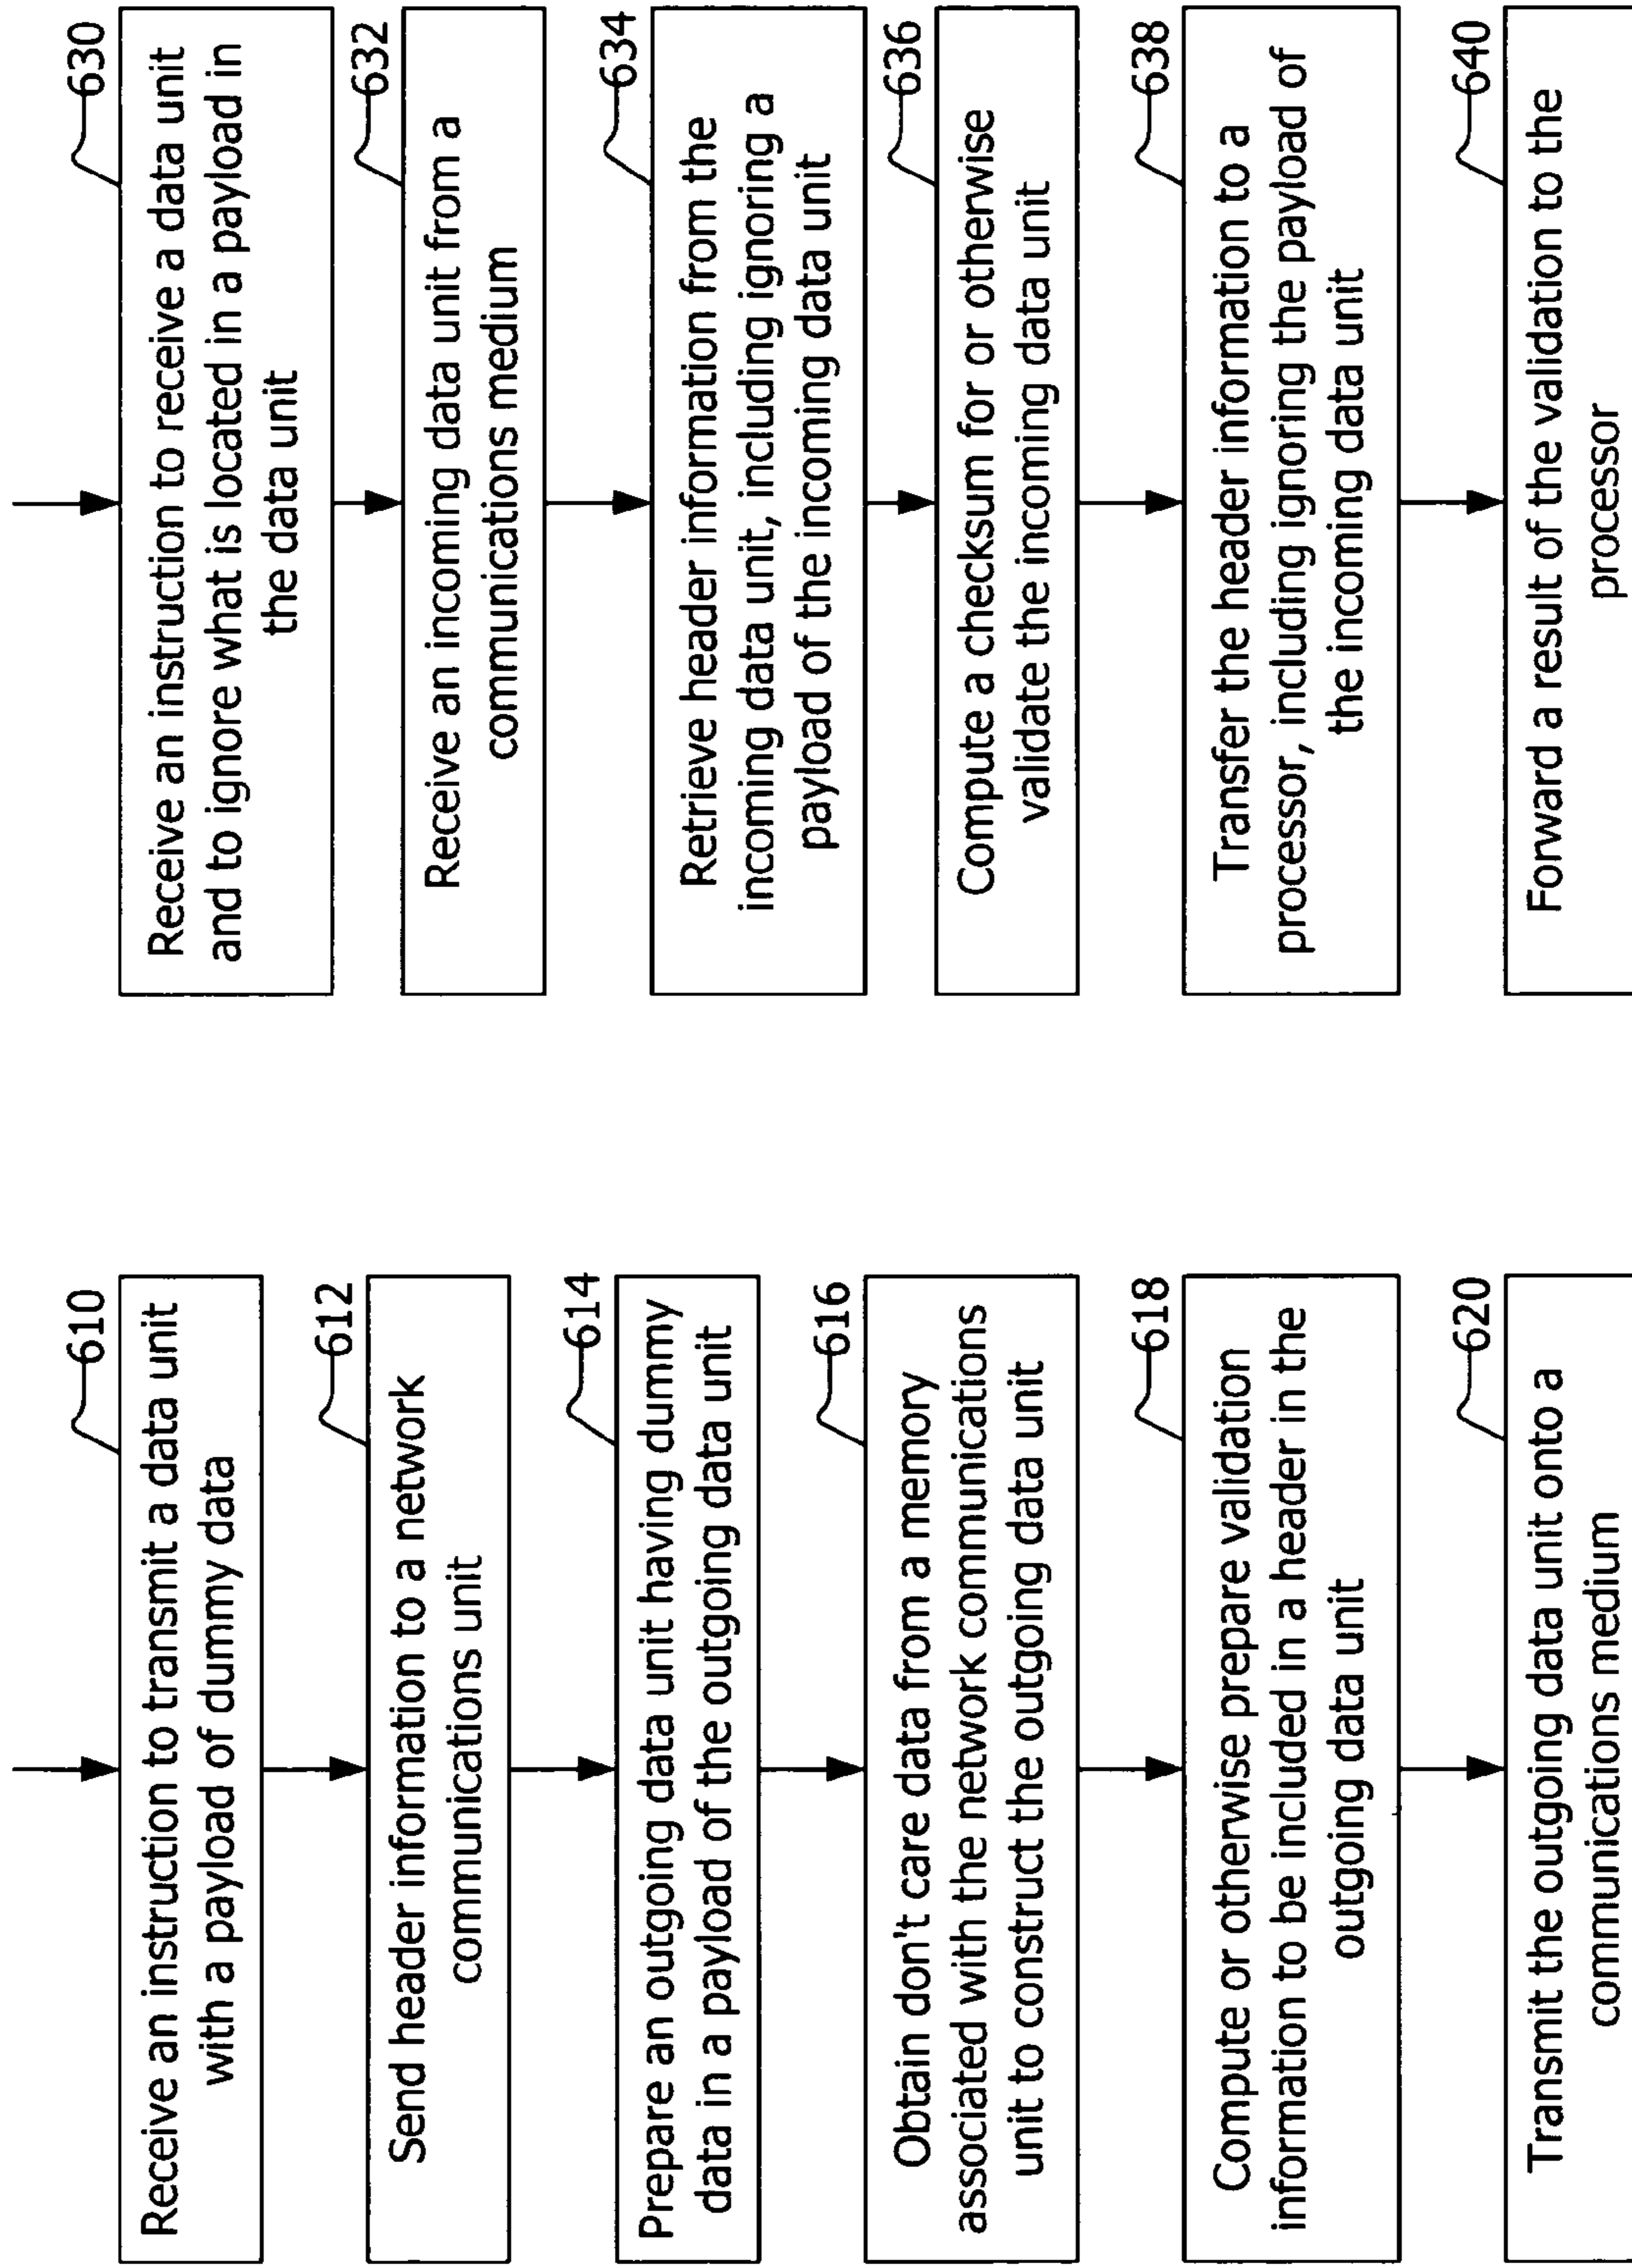 610
Receive an instruction to transmit a data unit
with a payload of dummy data
612
Send header information to a network
communications unit
614
Prepare an outgoing data unit having dummy
data in a payload of the outgoing data unit
616
Obtain don't care data from a memory
associated with the network communications
unit to construct the outgoing data unit
618
Compute or otherwise prepare validation
information to be included in a header in the
outgoing data unit
620
Transmit the outgoing data unit onto a
communications medium
630
Receive an instruction to receive a data unit
and to ignore what is located in a payload in
the data unit
632
Receive an incoming data unit from a
communications medium
634
Retrieve header information from the
incoming data unit, including ignoring a
payload of the incoming data unit
636
Compute a checksum for or otherwise
validate the incoming data unit
638
Transfer the header information to a
processor, including ignoring the payload of
the incoming data unit
640
Forward a result of the validation to the
processor